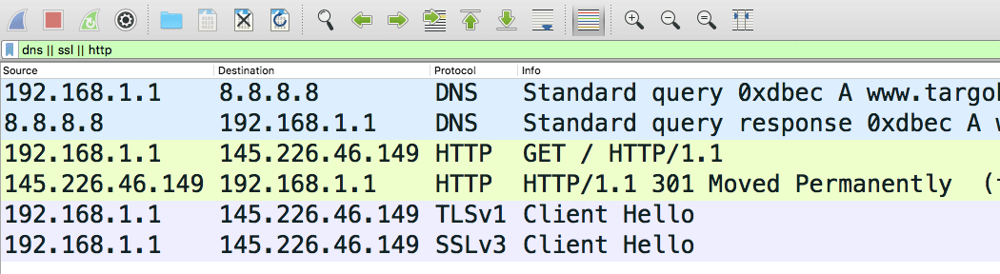 dns || ssl || http
Source Destination Protocol Info
192.168.1.1 8.8.8.8 DNS Standard query 0xdbec A www.targo
8.8.8.8 192.168.1.1 DNS Standard query response 0xdbec A
192.168.1.1 145.226.46.149 HTTP GET / HTTP/1.1
145.226.46.149 192.168.1.1 HTTP HTTP/1.1 301 Moved Permanently (
192.168.1.1 145.226.46.149 TLSv1 Client Hello
192.168.1.1 145.226.46.149 SSLv3 Client Hello